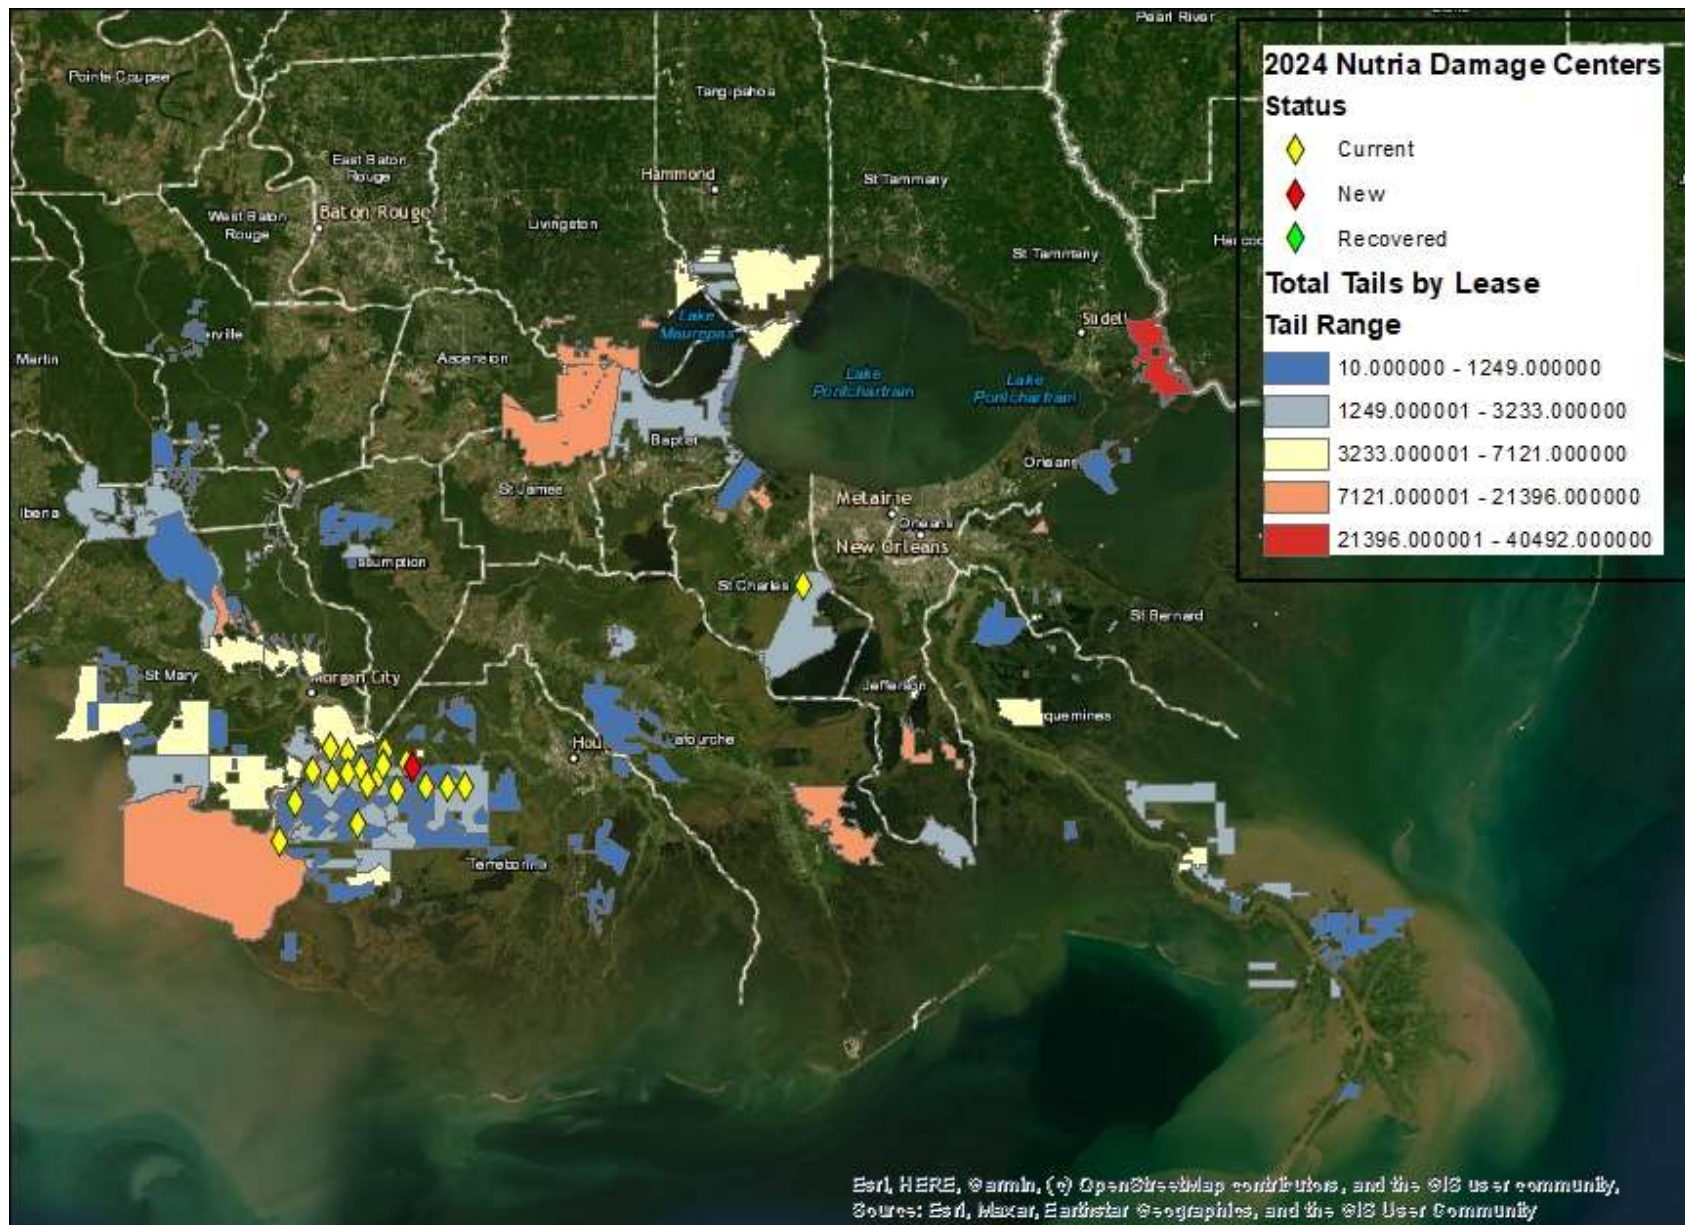 Pearl River
Pointe Coupee
Tangipahoa
East Baton
Rouge
Hammond
St Tammany
West Baton
Rouge
Baton Rouge
Livingston
St Tammany
Lake
Maurepas
Slidell
erville
Martin
Ascension
Lake
Pontchartrain
Lake
Pontchartrain
Baptist
Orleans
St James
Metairie
Iberia
Orleans
New Orleans
ssumption
St Charles
St Bernard
St Mary
Morgan City
Jefferson
quemines
Hou
Lafourche
Terrebonne
2024 Nutria Damage Centers
Status
Current
New
Recovered
Total Tails by Lease
Tail Range
10.000000 - 1249.000000
1249.000001 - 3233.000000
3233.000001 - 7121.000000
7121.000001 - 21396.000000
21396.000001 - 40492.000000
Esri, HERE, Garmin, (c) OpenStreetMap contributors, and the GIS user community,
Source: Esri, Maxar, Earthstar Geographics, and the GIS User Community